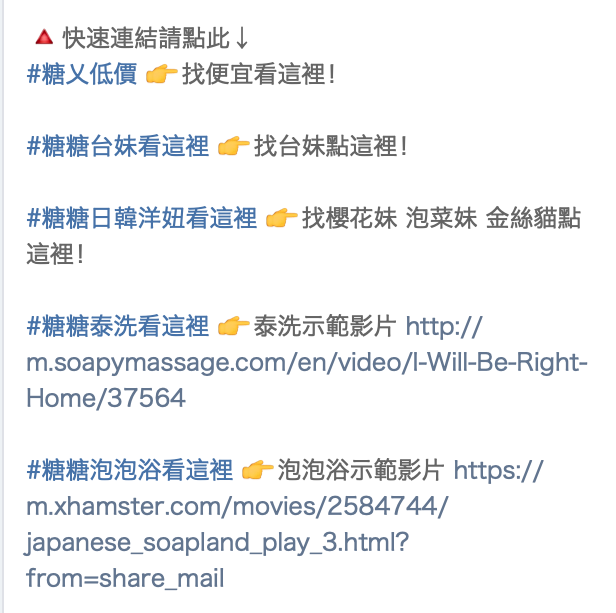 🔺快速連結請點此↓
#糖乂低價 👉找便宜看這裡！
#糖糖台妹看這裡 👉找台妹點這裡！
#糖糖日韓洋妞看這裡 👉找櫻花妹 泡菜妹 金絲貓點
這裡！
#糖糖泰洗看這裡 👉泰洗示範影片 http://
m.soapymassage.com/en/video/I-Will-Be-Right-
Home/37564
#糖糖泡泡浴看這裡 👉泡泡浴示範影片 https://
m.xhamster.com/movies/2584744/
japanese_soapland_play_3.html?
from=share_mail